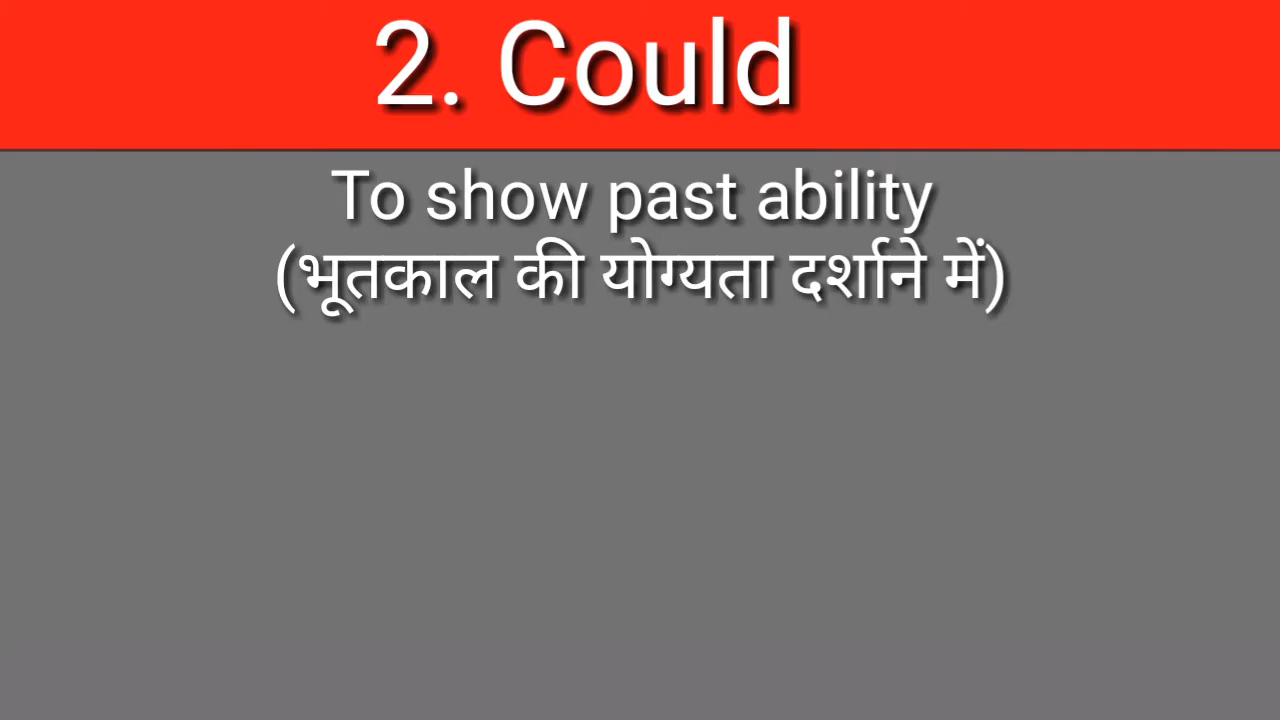 2. Could
To show past ability
(भूतकाल की योग्यता दर्शाने में)